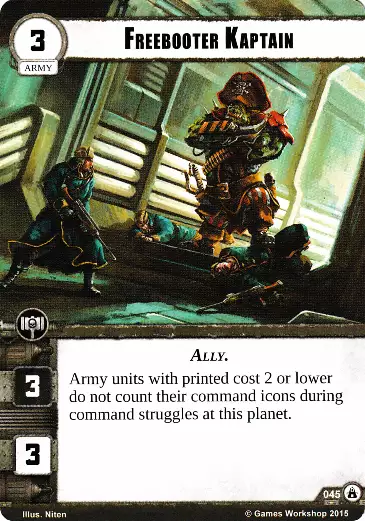 3
FREEBOOTER KAPTAIN
ARMY
ALLY.
3
Army units with printed cost 2 or lower
do not count their command icons during
command struggles at this planet.
3
045
Illus. Niten
© Games Workshop 2015